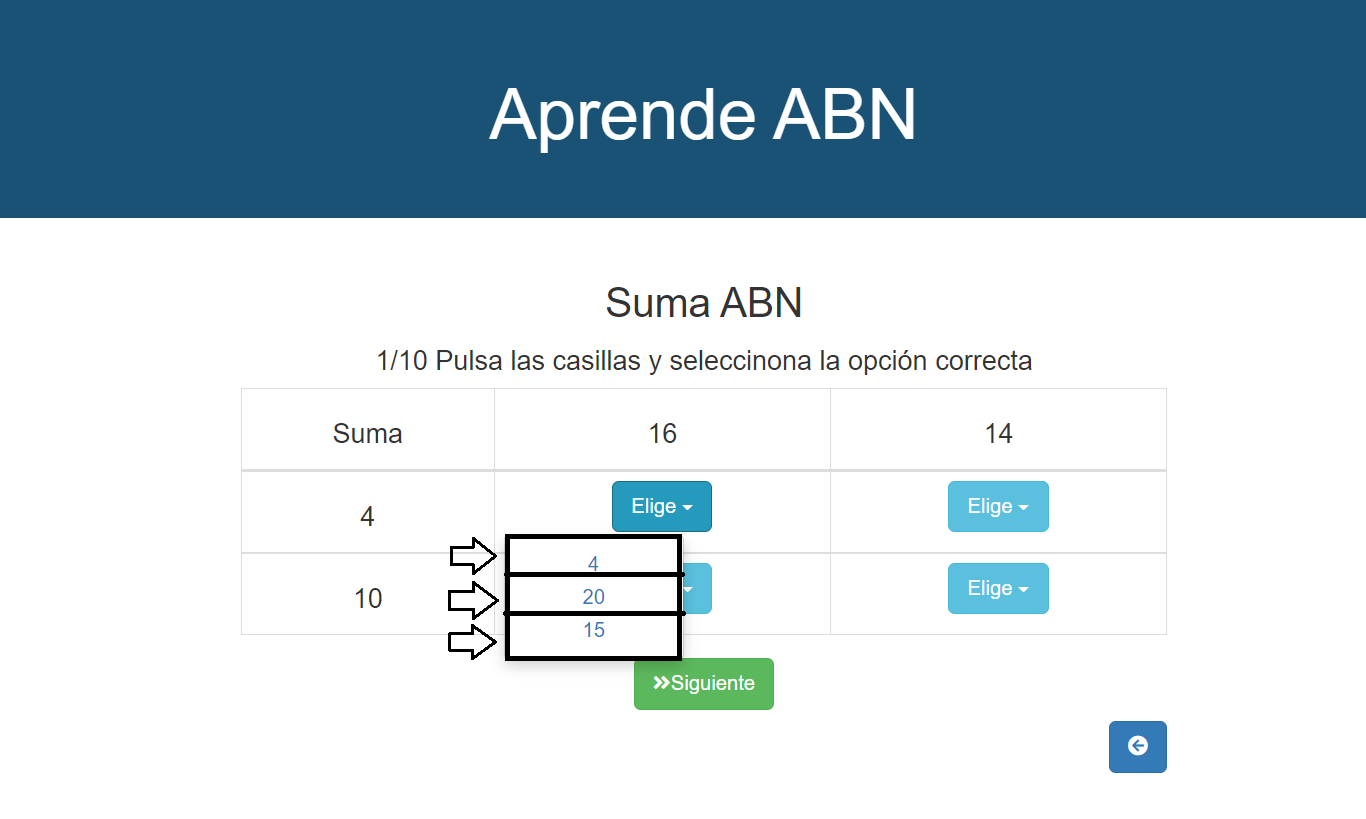 Aprende ABN
Suma ABN
1/10 Pulsa las casillas y seleccinona la opción correcta
Suma 16 14
4 Elige Elige
10 Elige
4
20
15
Siguiente